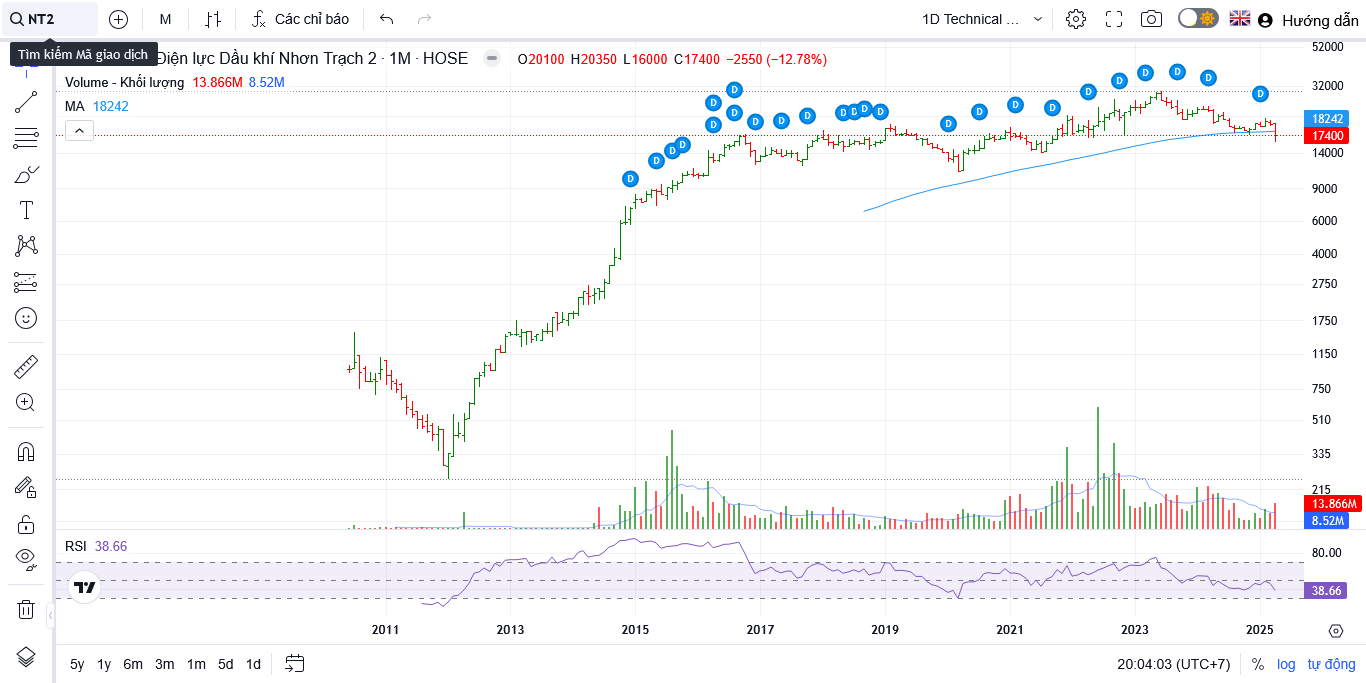 NT2
M
Các chỉ báo
1D Technical ...
Hướng dẫn
Tìm kiếm Mã giao dịch
Điện lực Dầu khí Nhơn Trạch 2 · 1M · HOSE
O20100 H20350 L16000 C17400 −2550 (−12.78%)
Volume - Khối lượng 13.866M 8.52M
MA 18242
D D D D D D D D D D D D D D D D D D D D D D D D D D D
52000
32000
18242
17400
14000
9000
6000
4000
2750
1750
1150
750
510
335
215
13.866M
8.52M
RSI 38.66
80.00
38.66
2011 2013 2015 2017 2019 2021 2023 2025
5y 1y 6m 3m 1m 5d 1d
20:04:03 (UTC+7)
% log tự động